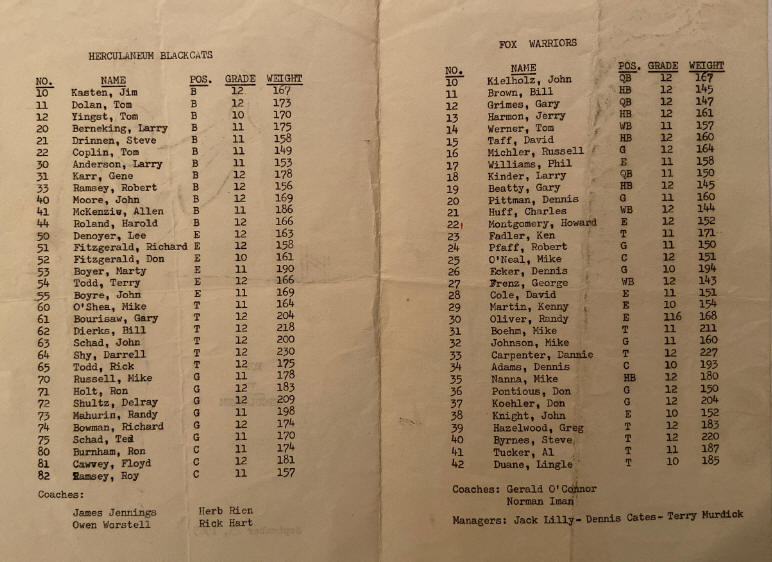 HERCULANEUM BLACKCATS
NO. NAME POS. GRADE WEIGHT
10 Kasten, Jim B 12 167
11 Dolan, Tom B 12 173
12 Yingst, Tom B 10 170
20 Berneking, Larry B 11 175
21 Drinnen, Steve B 11 158
22 Coplin, Tom B 11 149
30 Anderson, Larry B 11 153
31 Karr, Gene B 12 178
33 Ramsey, Robert B 12 156
40 Moore, John B 12 169
41 McKenzie, Allen B 11 186
44 Roland, Harold B 12 166
50 Denoyer, Lee E 12 163
51 Fitzgerald, Richard E 12 158
52 Fitzgerald, Don E 10 161
53 Boyer, Marty E 11 190
54 Todd, Terry E 12 166
55 Boyre, John E 11 169
60 O'Shea, Mike T 11 164
61 Bourisaw, Gary T 12 204
62 Dierks, Bill T 12 218
63 Schad, John T 12 200
64 Shy, Darrell T 12 230
65 Todd, Rick T 12 175
70 Russell, Mike G 11 178
71 Holt, Ron G 12 183
72 Shultz, Delray G 12 209
73 Mahurin, Randy G 11 198
74 Bowman, Richard G 12 174
75 Schad, Ted G 11 170
80 Burnham, Ron C 11 174
81 Cawvey, Floyd C 12 181
82 Ramsey, Roy C 11 157
Coaches:
James Jennings Herb Rien
Owen Worstell Rick Hart
FOX WARRIORS
NO. NAME POS. GRADE WEIGHT
10 Kielholz, John QB 12 167
11 Brown, Bill HB 12 145
12 Grimes, Gary QB 12 147
13 Harmon, Jerry HB 12 161
14 Werner, Tom WB 11 157
15 Taff, David HB 12 160
16 Michler, Russell G 12 164
17 Williams, Phil E 11 158
18 Kinder, Larry QB 11 150
19 Beatty, Gary HB 12 145
20 Pittman, Dennis G 11 160
21 Huff, Charles WB 12 144
22 Montgomery, Howard E 12 152
23 Fadler, Ken T 11 171
24 Pfaff, Robert G 11 150
25 O'Neal, Mike C 12 151
26 Ecker, Dennis G 10 194
27 Frenz, George WB 12 143
28 Cole, David E 11 151
29 Martin, Kenny E 10 154
30 Oliver, Randy E 116 168
31 Boehm, Mike T 11 211
32 Johnson, Mike G 11 160
33 Carpenter, Dannie T 12 227
34 Adams, Dennis C 10 193
35 Nanna, Mike HB 12 180
36 Pontious, Don G 12 150
37 Koehler, Don G 12 204
38 Knight, John E 10 152
39 Hazelwood, Greg T 12 183
40 Byrnes, Steve T 12 220
41 Tucker, Al T 11 187
42 Duane, Lingle T 10 185
Coaches: Gerald O'Connor
Norman Iman
Managers: Jack Lilly- Dennis Cates- Terry Murdick